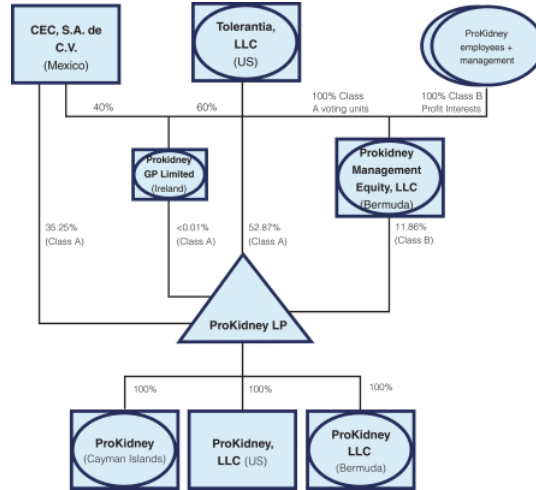 CEC, S.A. de
C.V.
(Mexico)
Tolerantia,
LLC
(US)
ProKidney
employees +
management
40%
60%
100% Class
A voting units
100% Class B
Profit Interests
Prokidney
GP Limited
(Ireland)
Prokidney
Management
Equity, LLC
(Bermuda)
35.25%
(Class A)
<0.01%
(Class A)
52.87%
(Class A)
11.86%
(Class B)
ProKidney LP
100%
100%
100%
ProKidney
(Cayman Islands)
ProKidney,
LLC (US)
ProKidney
LLC
(Bermuda)